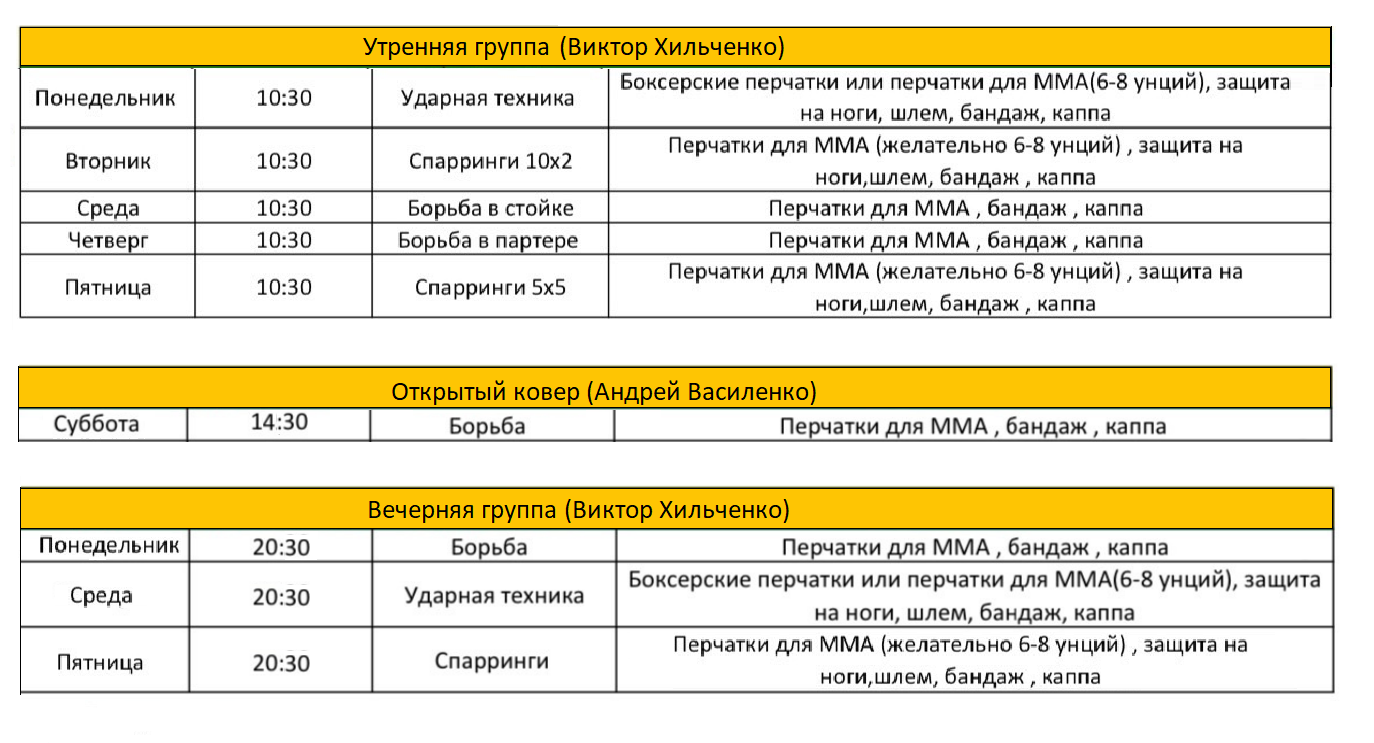 Утренняя группа (Виктор Хильченко)
Понедельник 10:30 Ударная техника Боксерские перчатки или перчатки для ММА(6-8 унций), защита
на ноги, шлем, бандаж, каппа
Вторник 10:30 Спарринги 10х2 Перчатки для ММА (желательно 6-8 унций) , защита на
ноги,шлем, бандаж , каппа
Среда 10:30 Борьба в стойке Перчатки для ММА , бандаж , каппа
Четверг 10:30 Борьба в партере Перчатки для ММА , бандаж , каппа
Пятница 10:30 Спарринги 5х5 Перчатки для ММА (желательно 6-8 унций) , защита на
ноги,шлем, бандаж , каппа
Открытый ковер (Андрей Василенко)
Суббота 14:30 Борьба Перчатки для ММА , бандаж , каппа
Вечерняя группа (Виктор Хильченко)
Понедельник 20:30 Борьба Перчатки для ММА , бандаж , каппа
Среда 20:30 Ударная техника Боксерские перчатки или перчатки для ММА(6-8 унций), защита
на ноги, шлем, бандаж, каппа
Пятница 20:30 Спарринги Перчатки для ММА (желательно 6-8 унций) , защита на
ноги,шлем, бандаж , каппа